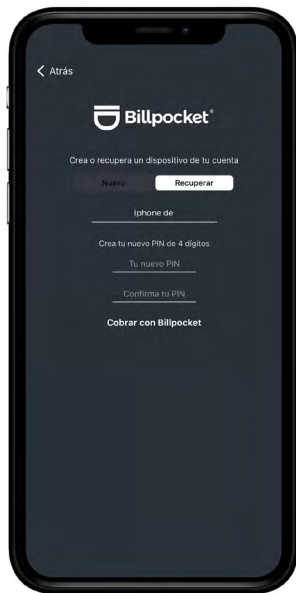 Atrás
Billpocket®
Crea o recupera un dispositivo de tu cuenta
Nuevo Recuperar
Iphone de
Crea tu nuevo PIN de 4 dígitos
Tu nuevo PIN
Confirma tu PIN
Cobrar con Billpocket